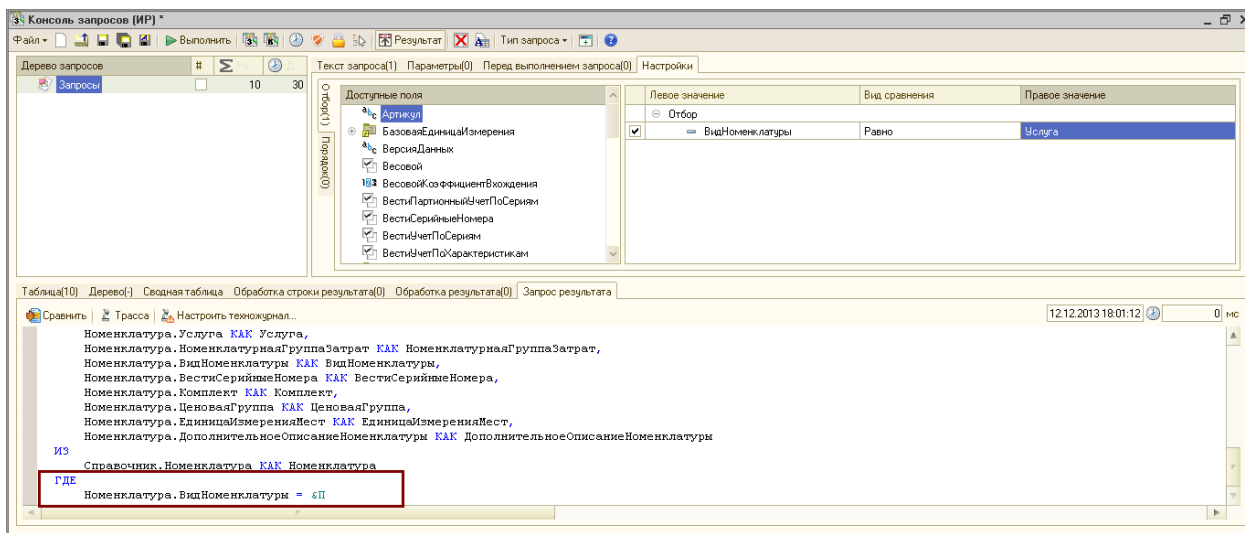 Консоль запросов (ИР) *
Файл Выполнить Результат Тип запроса
Дерево запросов #
Запросы 10 30
Текст запроса(1) Параметры(0) Перед выполнением запроса(0) Настройки
Отбор(1)
Порядок(0)
Доступные поля
Артикул
БазоваяЕдиницаИзмерения
ВерсияДанных
Весовой
ВесовойКоэффициентВхождения
ВестиПартионныйУчетПоСериям
ВестиСерийныеНомера
ВестиУчетПоСериям
ВестиУчетПоХарактеристикам
Левое значение Вид сравнения Правое значение
Отбор
ВидНоменклатуры Равно Услуга
Таблица(10) Дерево(-) Сводная таблица Обработка строки результата(0) Обработка результата(0) Запрос результата
Сравнить Трасса Настроить техножурнал... 12.12.2013 18:01:12 0 мс
Номенклатура.Услуга КАК Услуга,
Номенклатура.НоменклатурнаяГруппаЗатрат КАК НоменклатурнаяГруппаЗатрат,
Номенклатура.ВидНоменклатуры КАК ВидНоменклатуры,
Номенклатура.ВестиСерийныеНомера КАК ВестиСерийныеНомера,
Номенклатура.Комплект КАК Комплект,
Номенклатура.ЦеноваяГруппа КАК ЦеноваяГруппа,
Номенклатура.ЕдиницаИзмеренияМест КАК ЕдиницаИзмеренияМест,
Номенклатура.ДополнительноеОписаниеНоменклатуры КАК ДополнительноеОписаниеНоменклатуры
ИЗ
Справочник.Номенклатура КАК Номенклатура
ГДЕ
Номенклатура.ВидНоменклатуры = &П